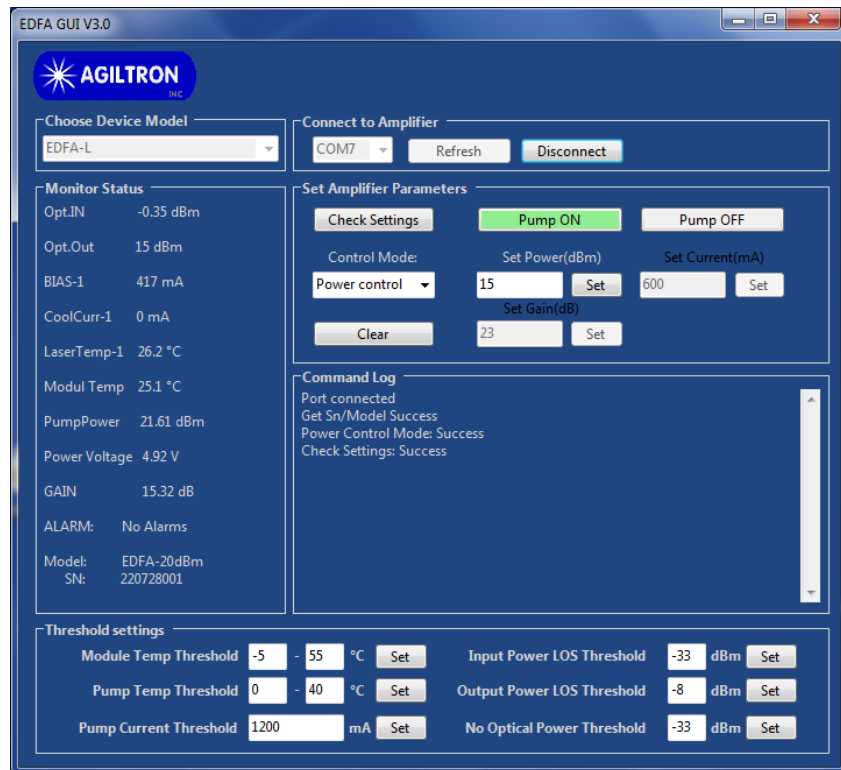 EDFA GUI V3.0
AGILTRON
INC
Choose Device Model
EDFA-L
Connect to Amplifier
COM7 Refresh Disconnect
Monitor Status
Opt.IN -0.35 dBm
Opt.Out 15 dBm
BIAS-1 417 mA
CoolCurr-1 0 mA
LaserTemp-1 26.2 °C
Modul Temp 25.1 °C
PumpPower 21.61 dBm
Power Voltage 4.92 V
GAIN 15.32 dB
ALARM: No Alarms
Model: EDFA-20dBm
SN: 220728001
Set Amplifier Parameters
Check Settings Pump ON Pump OFF
Control Mode: Set Power(dBm) Set Current(mA)
Power control 15 Set 600 Set
Set Gain(dB)
Clear 23 Set
Command Log
Port connected
Get Sn/Model Success
Power Control Mode: Success
Check Settings: Success
Threshold settings
Module Temp Threshold -5 - 55 °C Set Input Power LOS Threshold -33 dBm Set
Pump Temp Threshold 0 - 40 °C Set Output Power LOS Threshold -8 dBm Set
Pump Current Threshold 1200 mA Set No Optical Power Threshold -33 dBm Set